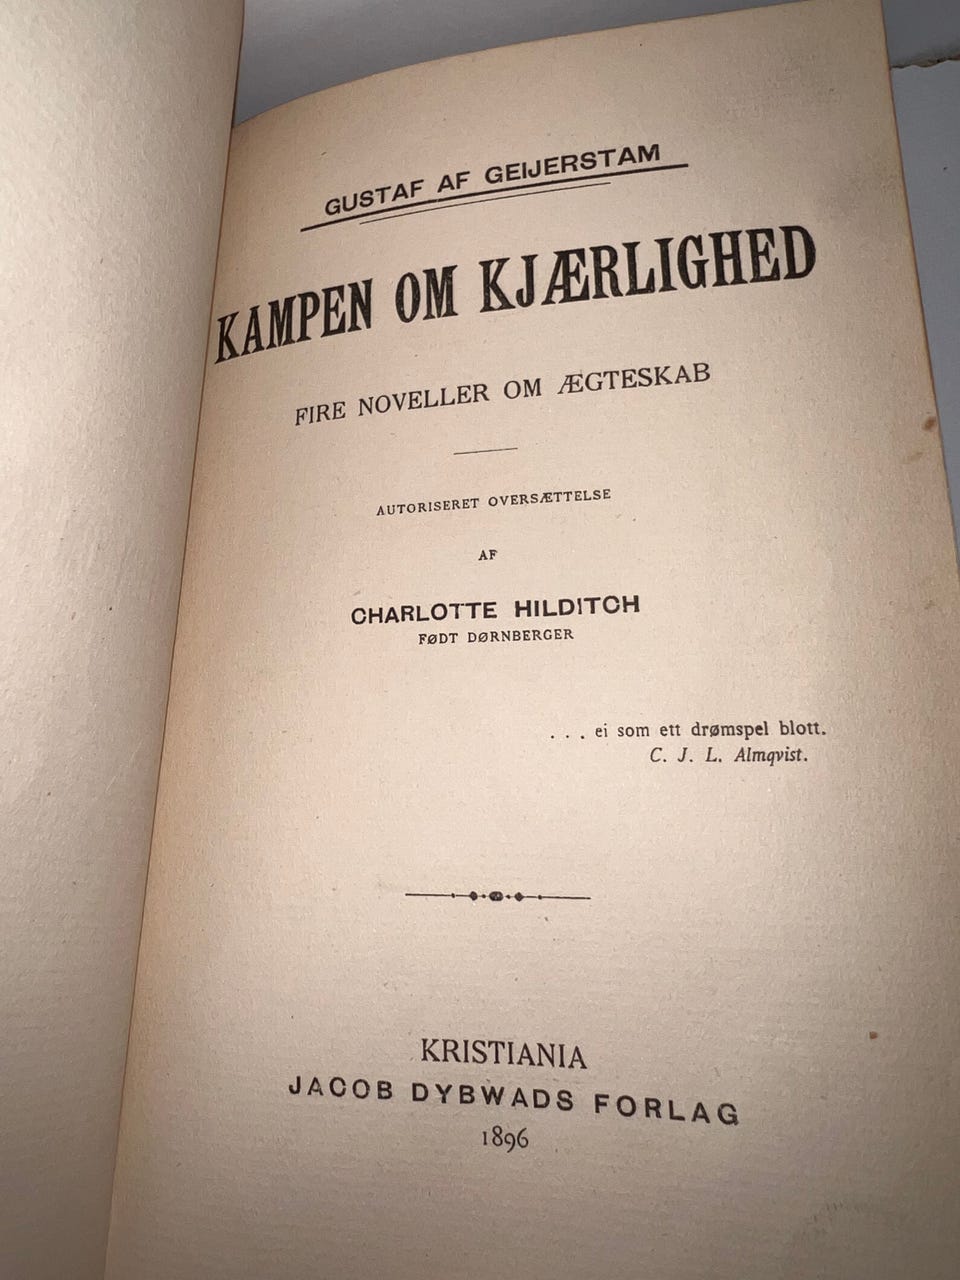 GUSTAF AF GEIJERSTAM
KAMPEN OM KJÆRLIGHED
FIRE NOVELLER OM ÆGTESKAB
AUTORISERET OVERSÆTTELSE
AF
CHARLOTTE HILDITCH
FØDT DØRNBERGER
. . . ei som ett drømspel blott.
C. J. L. Almqvist.
KRISTIANIA
JACOB DYBWADS FORLAG
1896